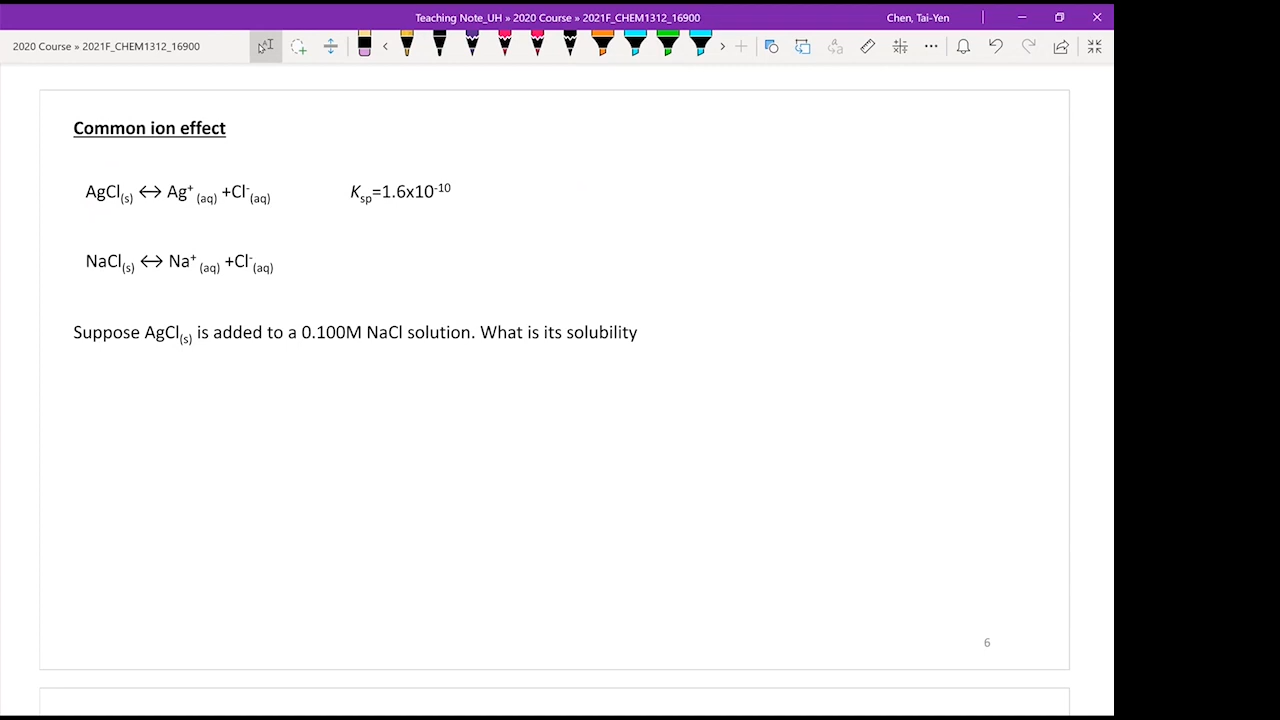 Teaching Note_UH » 2020 Course » 2021F_CHEM1312_16900
Chen, Tai-Yen
2020 Course » 2021F_CHEM1312_16900
Common ion effect
AgCl(s) ↔ Ag⁺ (aq) +Cl⁻(aq) Ksp=1.6x10⁻¹⁰
NaCl(s) ↔ Na⁺ (aq) +Cl⁻(aq)
Suppose AgCl(s) is added to a 0.100M NaCl solution. What is its solubility
6